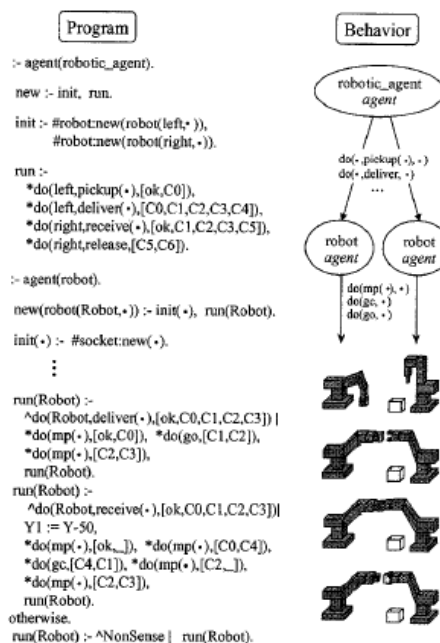 Program
:- agent(robotic_agent).
new :- init, run.
init :- #robot:new(robot(left,•)),
#robot:new(robot(right,•)).
run :-
*do(left,pickup(•),[ok,C0]),
*do(left,deliver(•),[C0,C1,C2,C3,C4]),
*do(right,receive(•),[ok,C1,C2,C3,C5]),
*do(right,release,[C5,C6]).
:- agent(robot).
new(robot(Robot,•)) :- init(•), run(Robot).
init(•) :- #socket:new(•).
⋮
run(Robot) :-
^do(Robot,deliver(•),[ok,C0,C1,C2,C3]) |
*do(mp(•),[ok,C0]), *do(go,[C1,C2]),
*do(mp(•),[C2,C3]),
run(Robot).
run(Robot) :-
^do(Robot,receive(•),[ok,C0,C1,C2,C3])|
Y1 := Y-50,
*do(mp(•),[ok,_]), *do(mp(•),[C0,C4]),
*do(gc,[C4,C1]), *do(mp(•),[C2,_]),
*do(mp(•),[C2,C3]),
run(Robot).
otherwise.
run(Robot) :- ^NonSense | run(Robot).
Behavior
robotic_agent
agent
do(•,pickup(•),•)
do(•,deliver,•)
...
robot
agent
robot
agent
do(mp(•),•)
do(gc,•)
do(go,•)